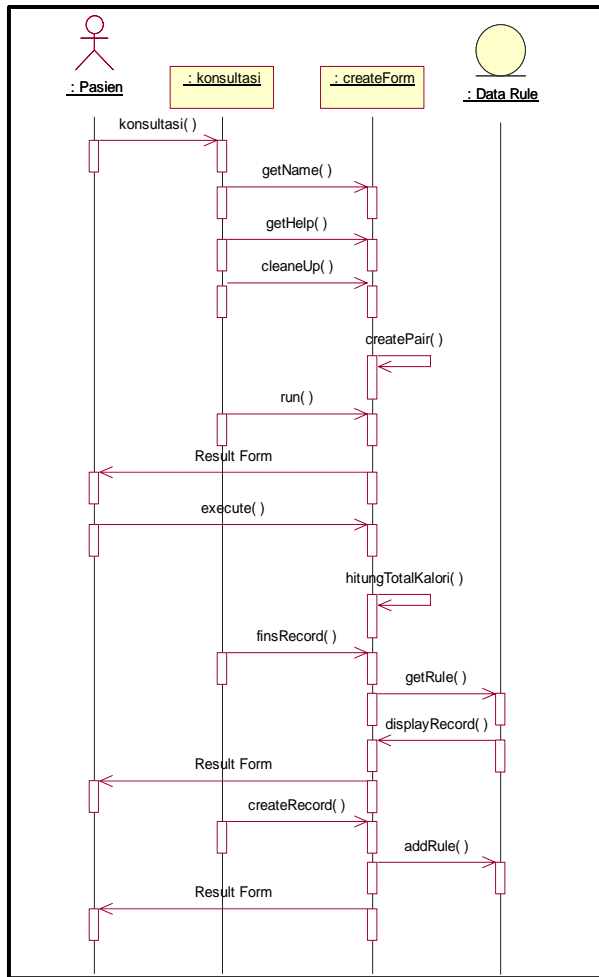 : Pasien
: konsultasi
: createForm
: Data Rule
konsultasi( )
getName( )
getHelp( )
cleaneUp( )
createPair( )
run( )
Result Form
execute( )
hitungTotalKalori( )
finsRecord( )
getRule( )
displayRecord( )
Result Form
createRecord( )
addRule( )
Result Form